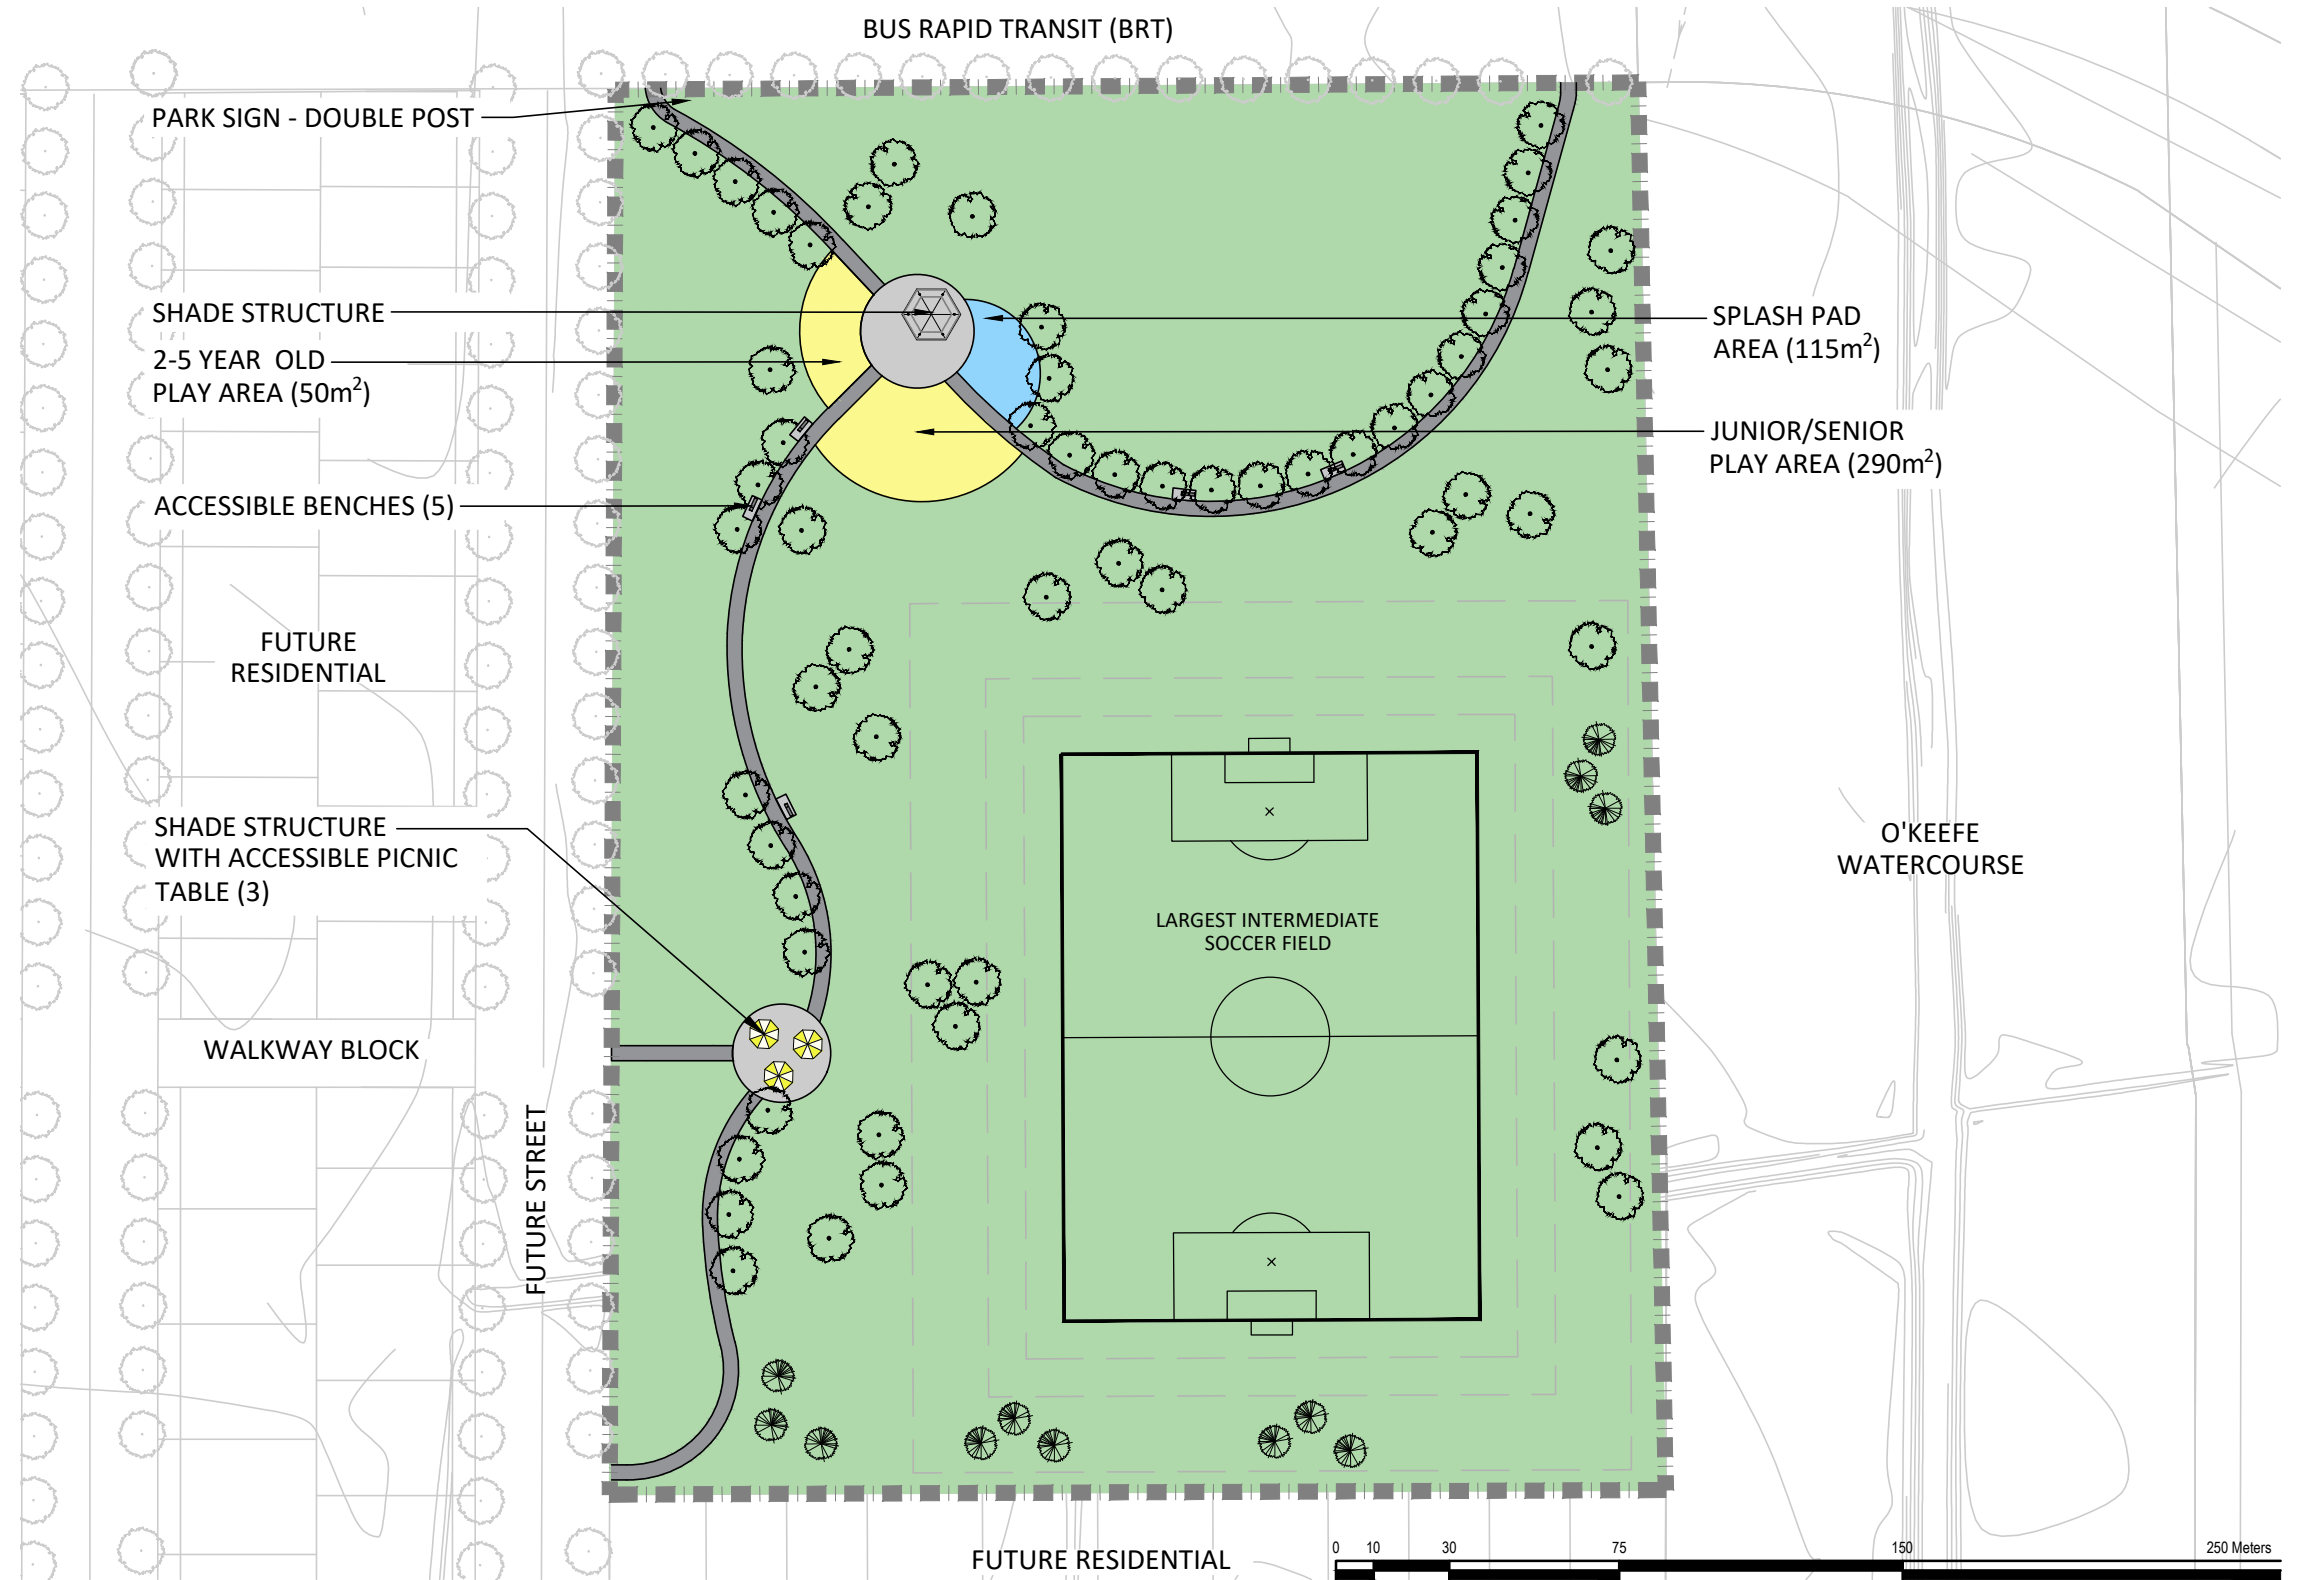 BUS RAPID TRANSIT (BRT)
PARK SIGN - DOUBLE POST
SHADE STRUCTURE
2-5 YEAR OLD
PLAY AREA (50m²)
SPLASH PAD
AREA (115m²)
JUNIOR/SENIOR
PLAY AREA (290m²)
ACCESSIBLE BENCHES (5)
FUTURE
RESIDENTIAL
SHADE STRUCTURE
WITH ACCESSIBLE PICNIC
TABLE (3)
O'KEEFE
WATERCOURSE
LARGEST INTERMEDIATE
SOCCER FIELD
WALKWAY BLOCK
FUTURE STREET
FUTURE RESIDENTIAL
0 10 30 75 150 250 Meters